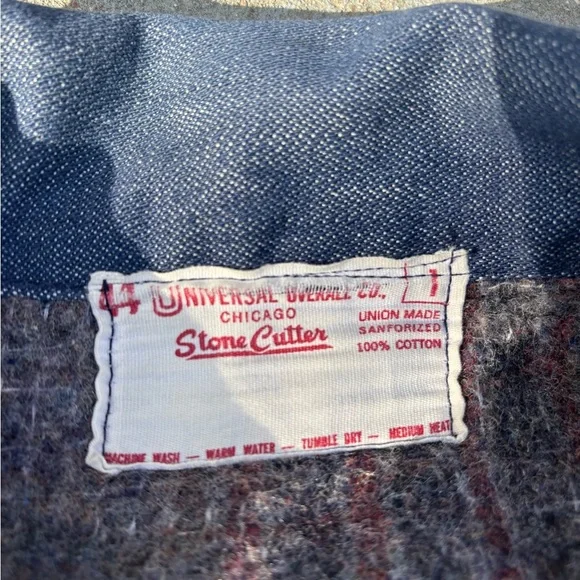 44 UNIVERSAL OVERALL CO., 1
CHICAGO
Stone Cutter
UNION MADE
SANFORIZED
100% COTTON
MACHINE WASH — WARM WATER — TUMBLE DRY — MEDIUM HEAT